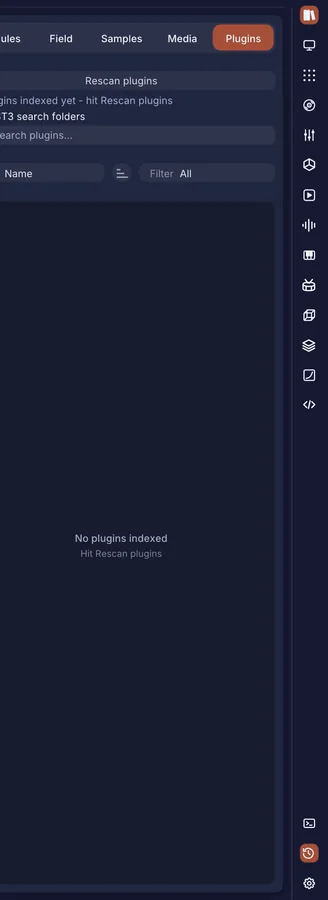 ules Field Samples Media Plugins
Rescan plugins
gins indexed yet - hit Rescan plugins
ST3 search folders
earch plugins...
Name Filter All
No plugins indexed
Hit Rescan plugins